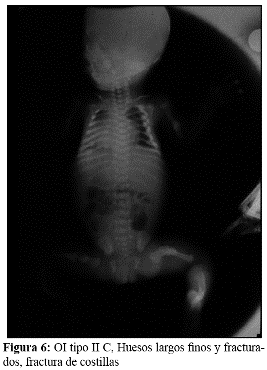 Figura 6: OI tipo II C, Huesos largos finos y fractura-
dos, fractura de costillas